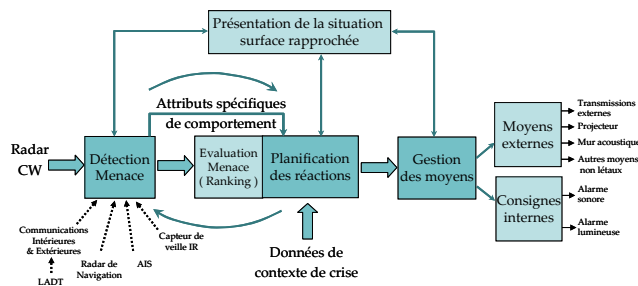 Présentation de la situation
surface rapprochée
Attributs spécifiques
de comportement
Radar
CW
Détection
Menace
Evaluation
Menace
( Ranking )
Planification
des réactions
Gestion
des moyens
Moyens
externes
Consignes
internes
Transmissions
externes
Projecteur
Mur acoustique
Autres moyens
non létaux
Alarme
sonore
Alarme
lumineuse
Communications
Intérieures
& Extérieures
LADT
Radar de
Navigation
AIS
Capteur de
veille IR
Données de
contexte de crise